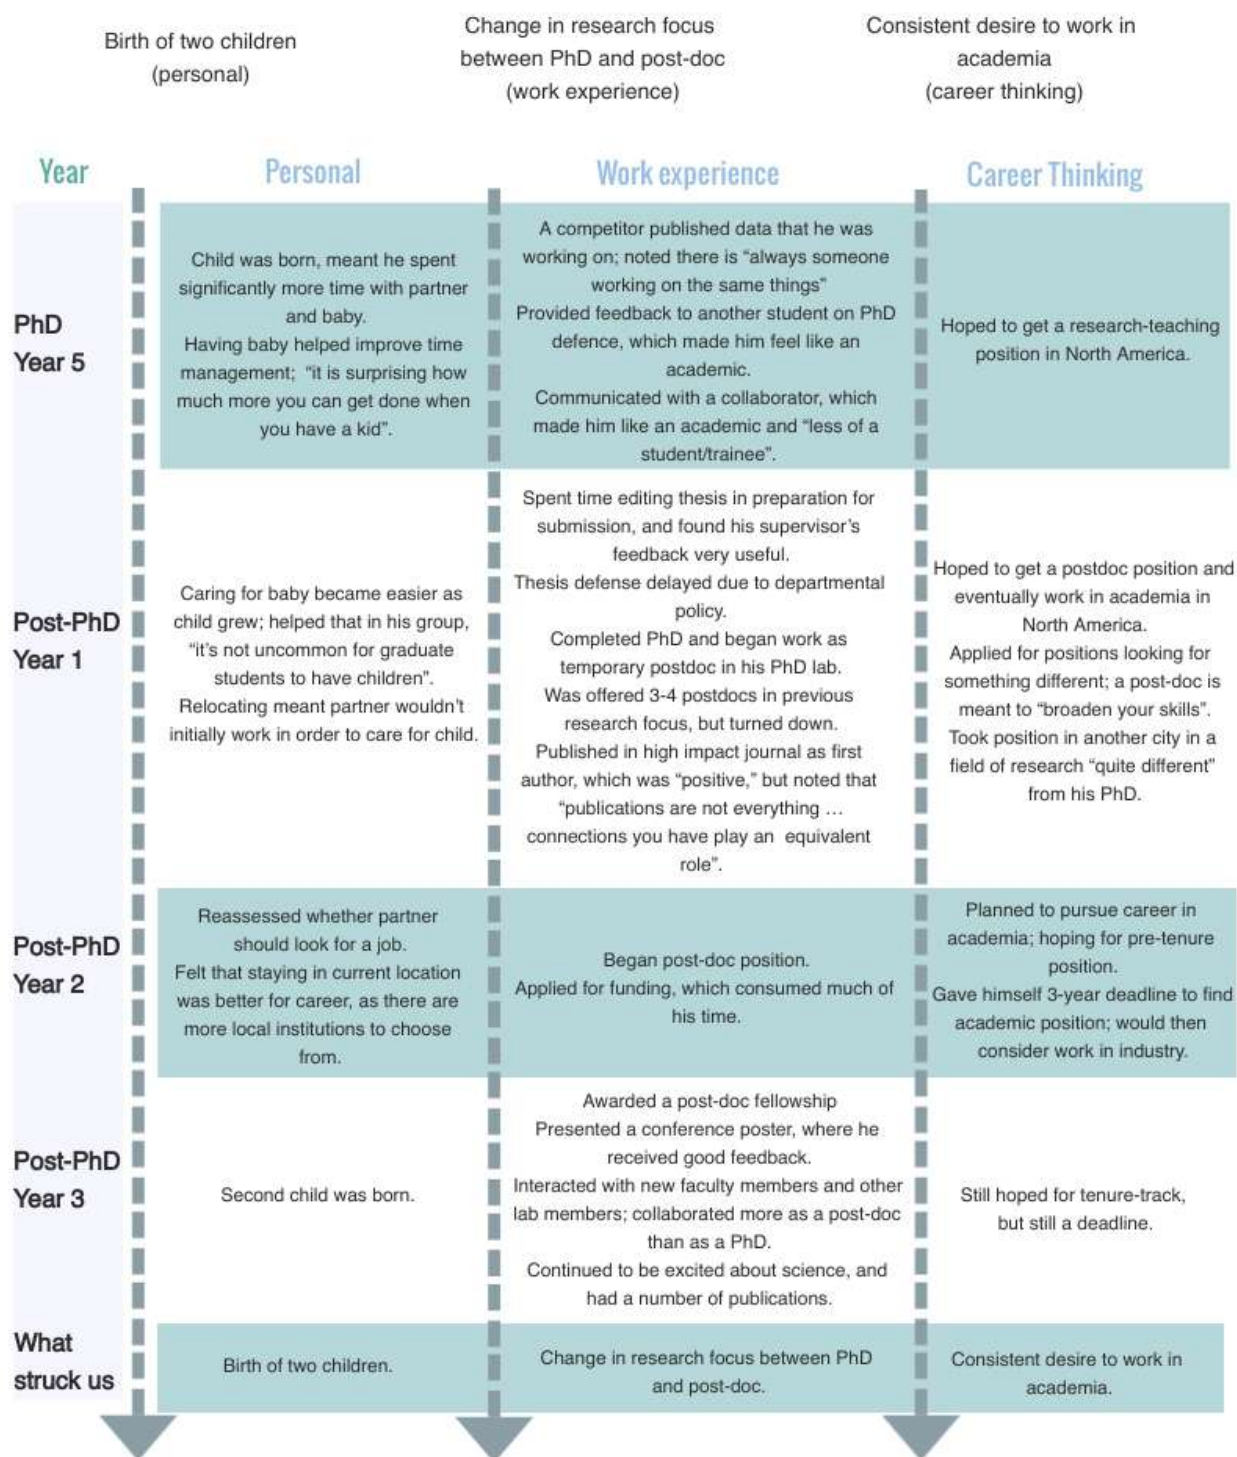 Birth of two children
(personal)
Change in research focus
between PhD and post-doc
(work experience)
Consistent desire to work in
academia
(career thinking)
Year
Personal
Work experience
Career Thinking
PhD
Year 5
Child was born, meant he spent
significantly more time with partner
and baby.
Having baby helped improve time
management;  “it is surprising how
much more you can get done when
you have a kid”.
A competitor published data that he was
working on; noted there is “always someone
working on the same things”
Provided feedback to another student on PhD
defence, which made him feel like an
academic.
Communicated with a collaborator, which
made him like an academic and “less of a
student/trainee”.
Hoped to get a research-teaching
position in North America.
Post-PhD
Year 1
Caring for baby became easier as
child grew; helped that in his group,
“it’s not uncommon for graduate
students to have children”.
Relocating meant partner wouldn’t
initially work in order to care for child.
Spent time editing thesis in preparation for
submission, and found his supervisor’s
feedback very useful.
Thesis defense delayed due to departmental
policy.
Completed PhD and began work as
temporary postdoc in his PhD lab.
Was offered 3-4 postdocs in previous
research focus, but turned down.
Published in high impact journal as first
author, which was “positive,” but noted that
“publications are not everything …
connections you have play an  equivalent
role”.
Hoped to get a postdoc position and
eventually work in academia in
North America.
Applied for positions looking for
something different; a post-doc is
meant to “broaden your skills”.
Took position in another city in a
field of research “quite different”
from his PhD.
Post-PhD
Year 2
Reassessed whether partner
should look for a job.
Felt that staying in current location
was better for career, as there are
more local institutions to choose
from.
Began post-doc position.
Applied for funding, which consumed much of
his time.
Planned to pursue career in
academia; hoping for pre-tenure
position.
Gave himself 3-year deadline to find
academic position; would then
consider work in industry.
Post-PhD
Year 3
Second child was born.
Awarded a post-doc fellowship
Presented a conference poster, where he
received good feedback.
Interacted with new faculty members and other
lab members; collaborated more as a post-doc
than as a PhD.
Continued to be excited about science, and
had a number of publications.
Still hoped for tenure-track,
but still a deadline.
What
struck us
Birth of two children.
Change in research focus between PhD
and post-doc.
Consistent desire to work in
academia.